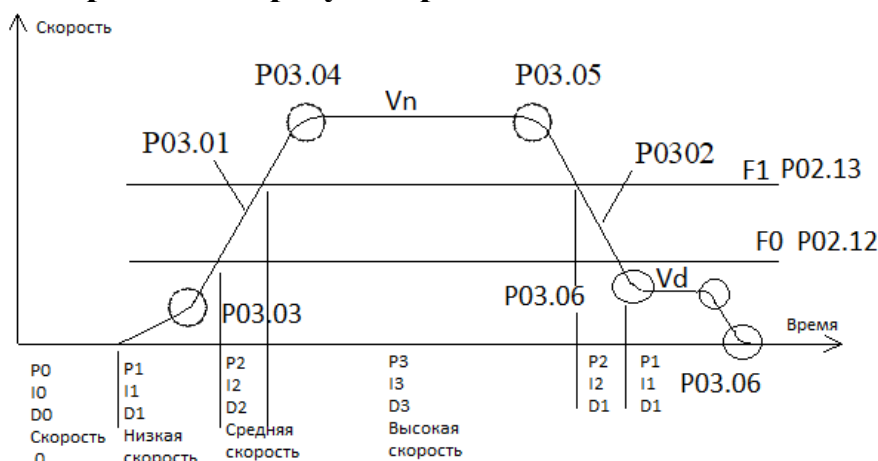 Скорость
P03.04
P03.05
Vn
P03.01
P0302
F1 P02.13
F0 P02.12
P03.03
P03.06
Vd
Время
P03.06
P0
I0
D0
Скорость
0
P1
I1
D1
Низкая
скорость
P2
I2
D2
Средняя
скорость
P3
I3
D3
Высокая
скорость
P2
I2
D1
P1
I1
D1